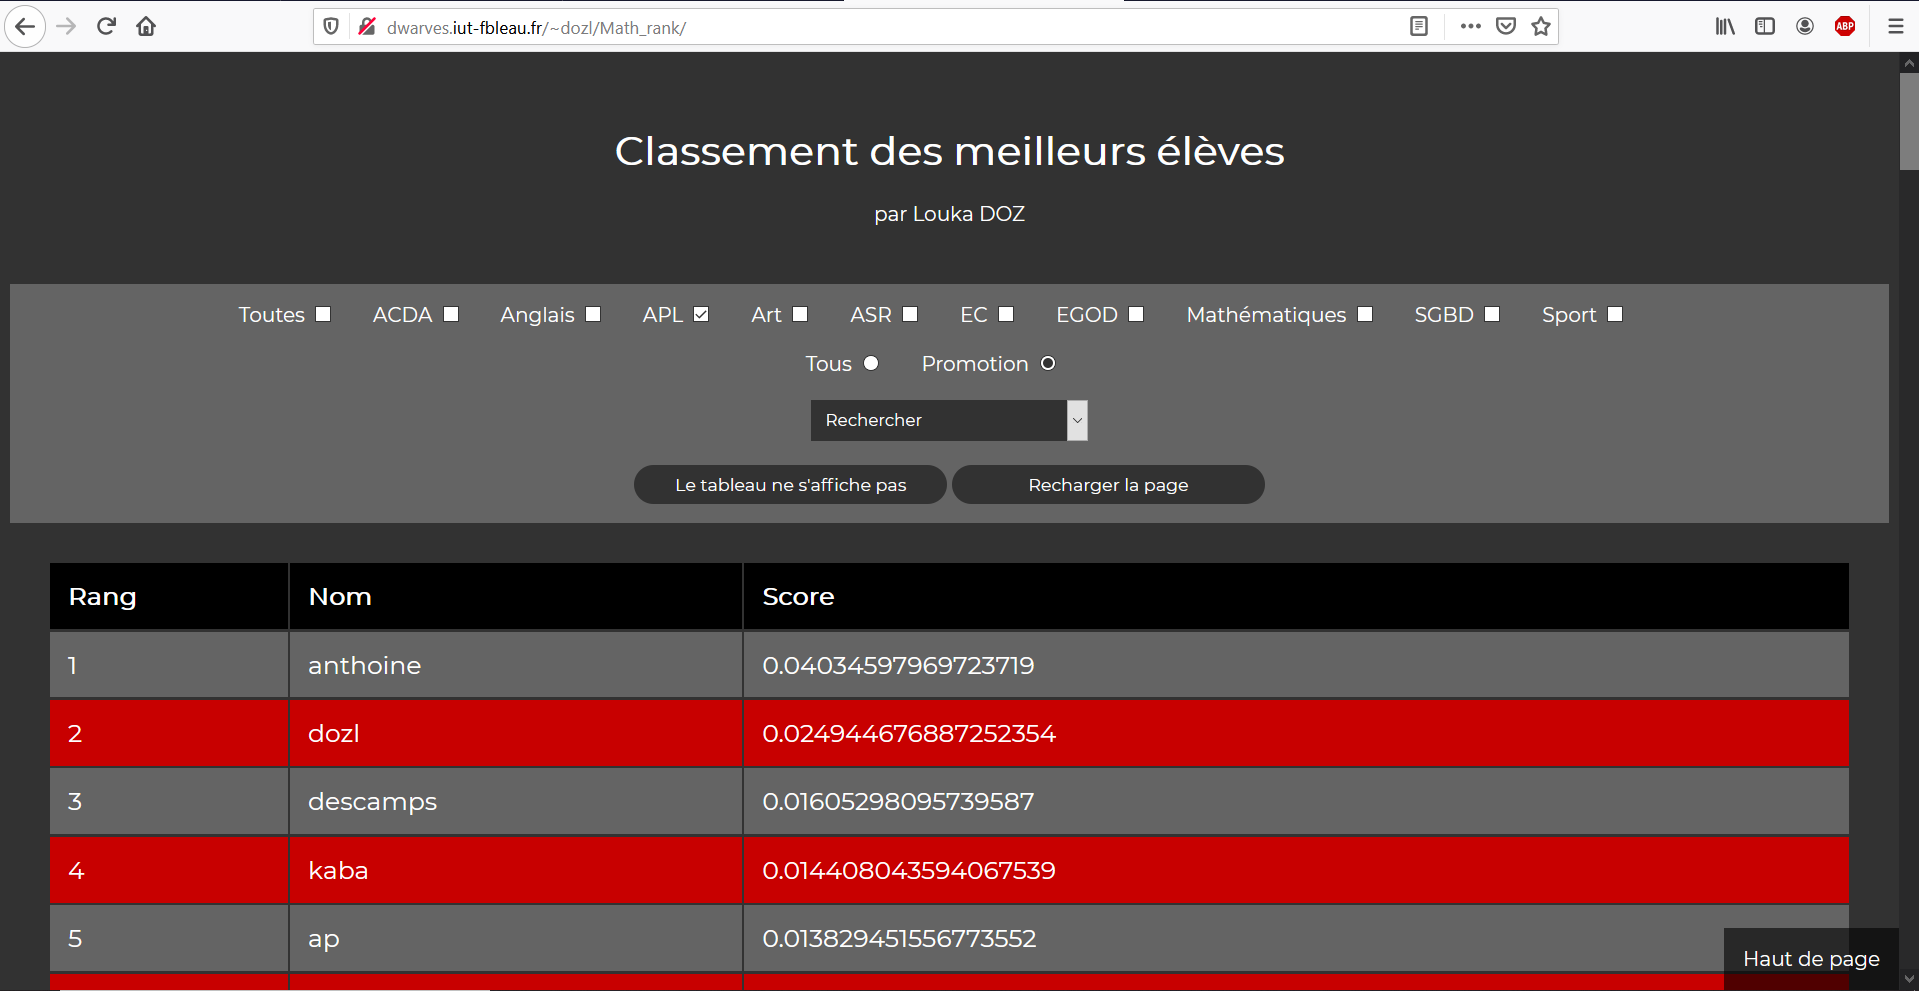 dwarves.iut-fbleau.fr/~dozl/Math_rank/
ABP
Classement des meilleurs élèves
par Louka DOZ
Toutes ACDA Anglais APL Art ASR EC EGOD Mathématiques SGBD Sport
Tous Promotion
Rechercher
Le tableau ne s'affiche pas Recharger la page
Rang Nom Score
1 anthoine 0.04034597969723719
2 dozl 0.024944676887252354
3 descamps 0.01605298095739587
4 kaba 0.014408043594067539
5 ap 0.013829451556773552
Haut de page